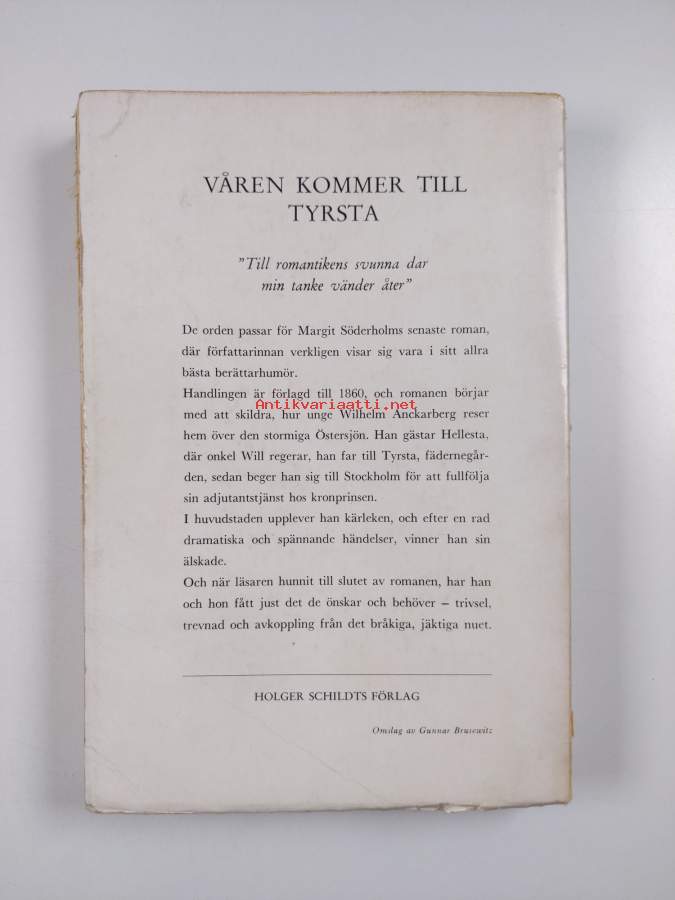 VÅREN KOMMER TILL
TYRSTA
"Till romantikens svunna dar
min tanke vänder åter"
De orden passar för Margit Söderholms senaste roman,
där författarinnan verkligen visar sig vara i sitt allra
bästa berättarhumör.
Handlingen är förlagd till 1860, och romanen börjar
Antikvariaatti.net
med att skildra, hur unge Wilhelm Anckarberg reser
hem över den stormiga Östersjön. Han gästar Hellesta,
där onkel Will regerar, han far till Tyrsta, fädernegår-
den, sedan beger han sig till Stockholm för att fullfölja
sin adjutantstjänst hos kronprinsen.
I huvudstaden upplever han kärleken, och efter en rad
dramatiska och spännande händelser, vinner han sin
älskade.
Och när läsaren hunnit till slutet av romanen, har han
och hon fått just det de önskar och behöver – trivsel,
trevnad och avkoppling från det bråkiga, jäktiga nuet.
HOLGER SCHILDTS FÖRLAG
Omslag av Gunnar Brusewitz